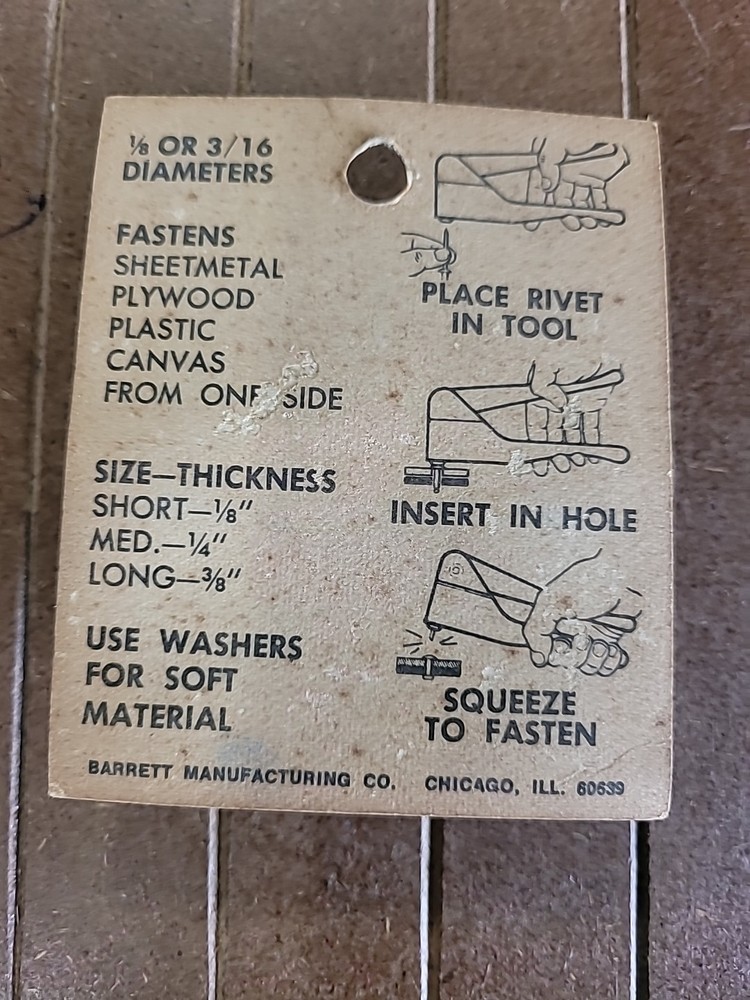 ⅛ OR 3/16
DIAMETERS
FASTENS
SHEETMETAL
PLYWOOD
PLASTIC
CANVAS
FROM ONE SIDE
SIZE—THICKNESS
SHORT—⅛"
MED.—¼"
LONG—⅜"
USE WASHERS
FOR SOFT
MATERIAL
PLACE RIVET
IN TOOL
INSERT IN HOLE
SQUEEZE
TO FASTEN
BARRETT MANUFACTURING CO. CHICAGO, ILL. 60639